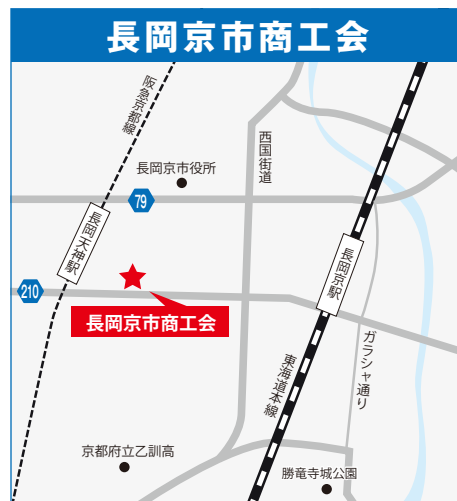 長岡京市商工会
阪急京都線
西国街道
長岡京市役所
79
長岡天神駅
長岡京駅
210
長岡京市商工会
ガラシャ通り
東海道本線
京都府立乙訓高
勝竜寺城公園